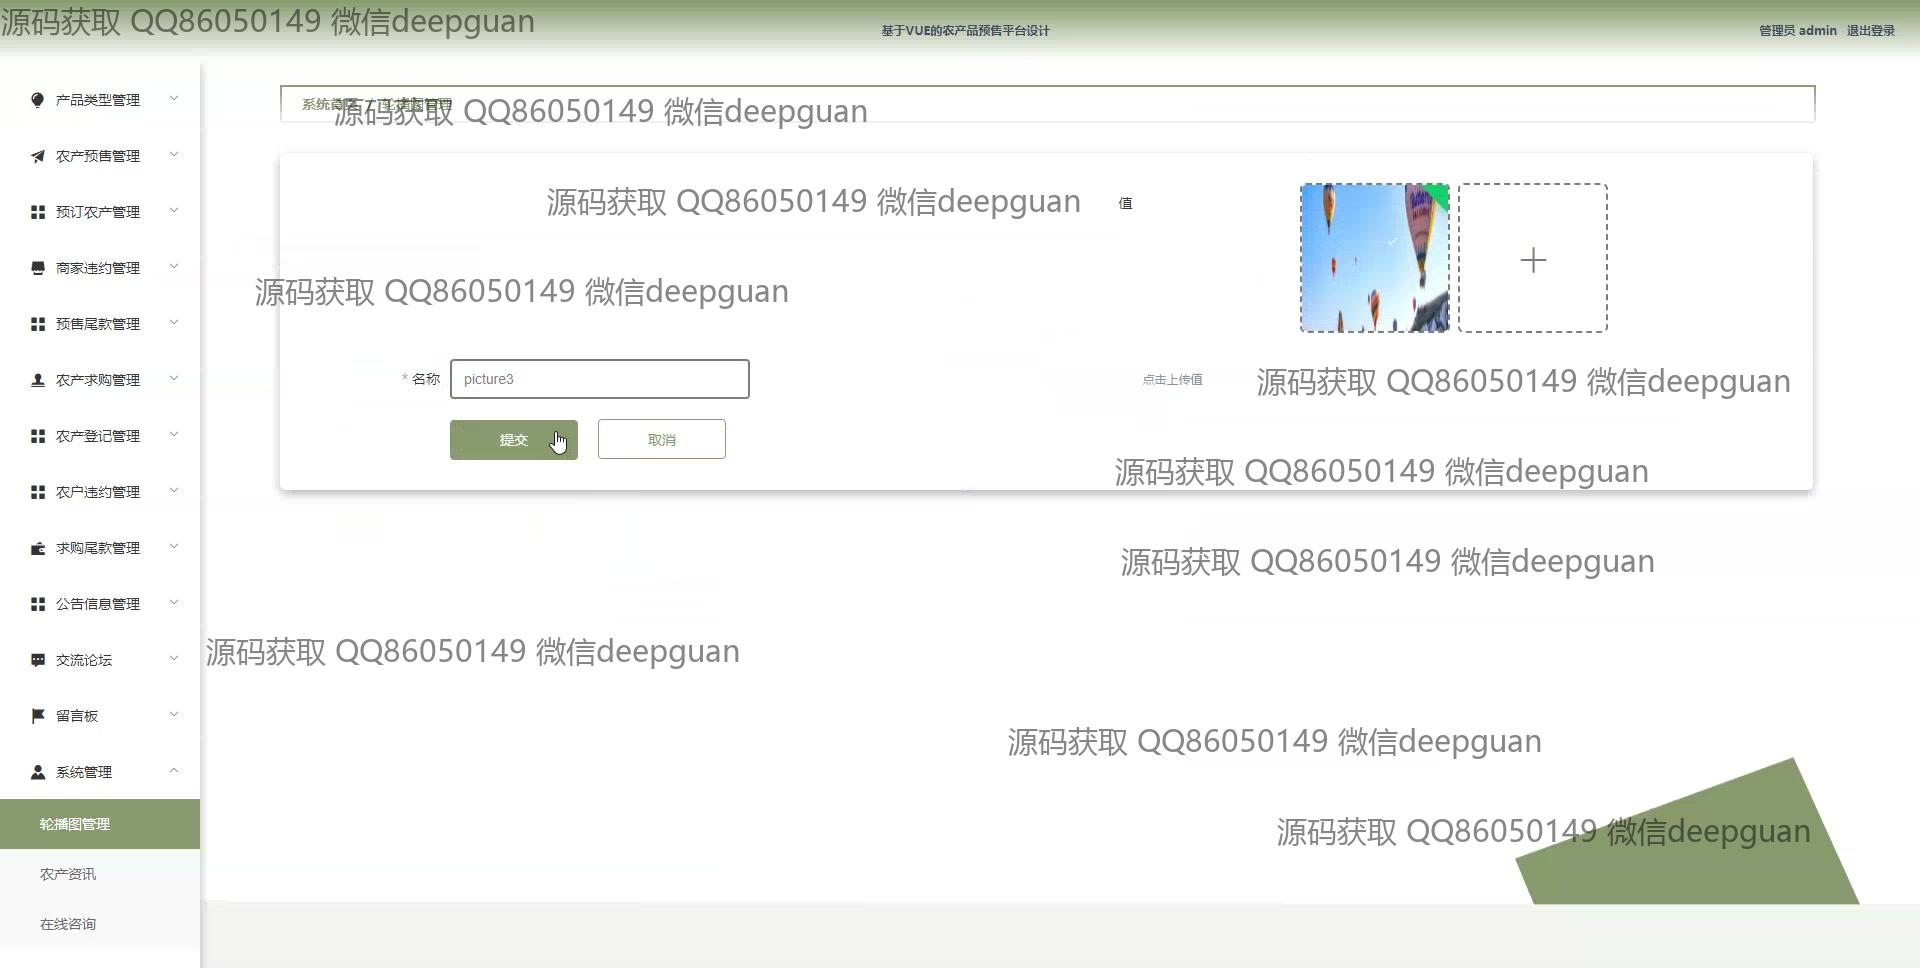 源码获取 QQ86050149 微信deepguan
基于VUE的农产品预售平台设计
管理员 admin 退出登录
产品类型管理
农产预售管理
预订农产管理
商家违约管理
预售尾款管理
农产求购管理
农产登记管理
农户违约管理
求购尾款管理
公告信息管理
交流论坛
留言板
系统管理
轮播图管理
农产资讯
在线咨询
系统首页 / 轮播图管理
源码获取 QQ86050149 微信deepguan
源码获取 QQ86050149 微信deepguan
值
源码获取 QQ86050149 微信deepguan
* 名称 picture3
点击上传值
源码获取 QQ86050149 微信deepguan
提交 取消
源码获取 QQ86050149 微信deepguan
源码获取 QQ86050149 微信deepguan
源码获取 QQ86050149 微信deepguan
源码获取 QQ86050149 微信deepguan
源码获取 QQ86050149 微信deepguan